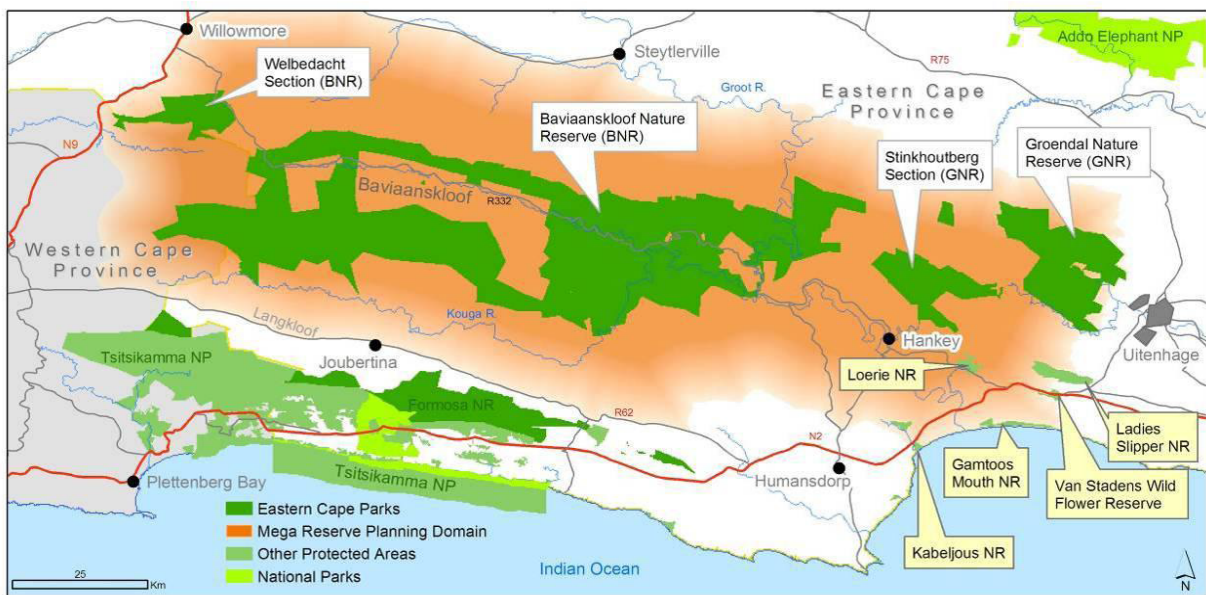 Willowmore
Welbedacht
Section (BNR)
Steytlerville
Addo Elephant NP
R75
Groot R.
Eastern Cape
Province
Baviaanskloof Nature
Reserve (BNR)
Stinkhoutberg
Section (GNR)
Groendal Nature
Reserve (GNR)
N9
Baviaanskloof
R332
Western Cape
Province
Kouga R.
Langkloof
Hankey
Uitenhage
Tsitsikamma NP
Joubertina
Loerie NR
Formosa NR
R62
N2
Ladies
Slipper NR
Plettenberg Bay
Tsitsikamma NP
Humansdorp
Gamtoos
Mouth NR
Van Stadens Wild
Flower Reserve
Kabeljous NR
Eastern Cape Parks
Mega Reserve Planning Domain
Other Protected Areas
National Parks
Indian Ocean
25
Km
N